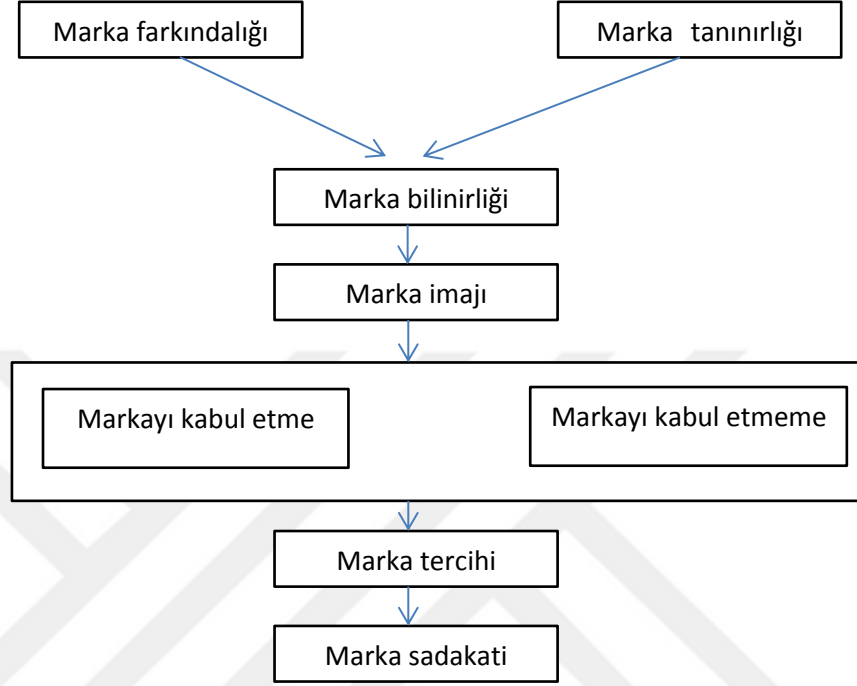 Marka farkındalığı
Marka tanınırlığı
Marka bilinirliği
Marka imajı
Markayı kabul etme
Markayı kabul etmeme
Marka tercihi
Marka sadakati